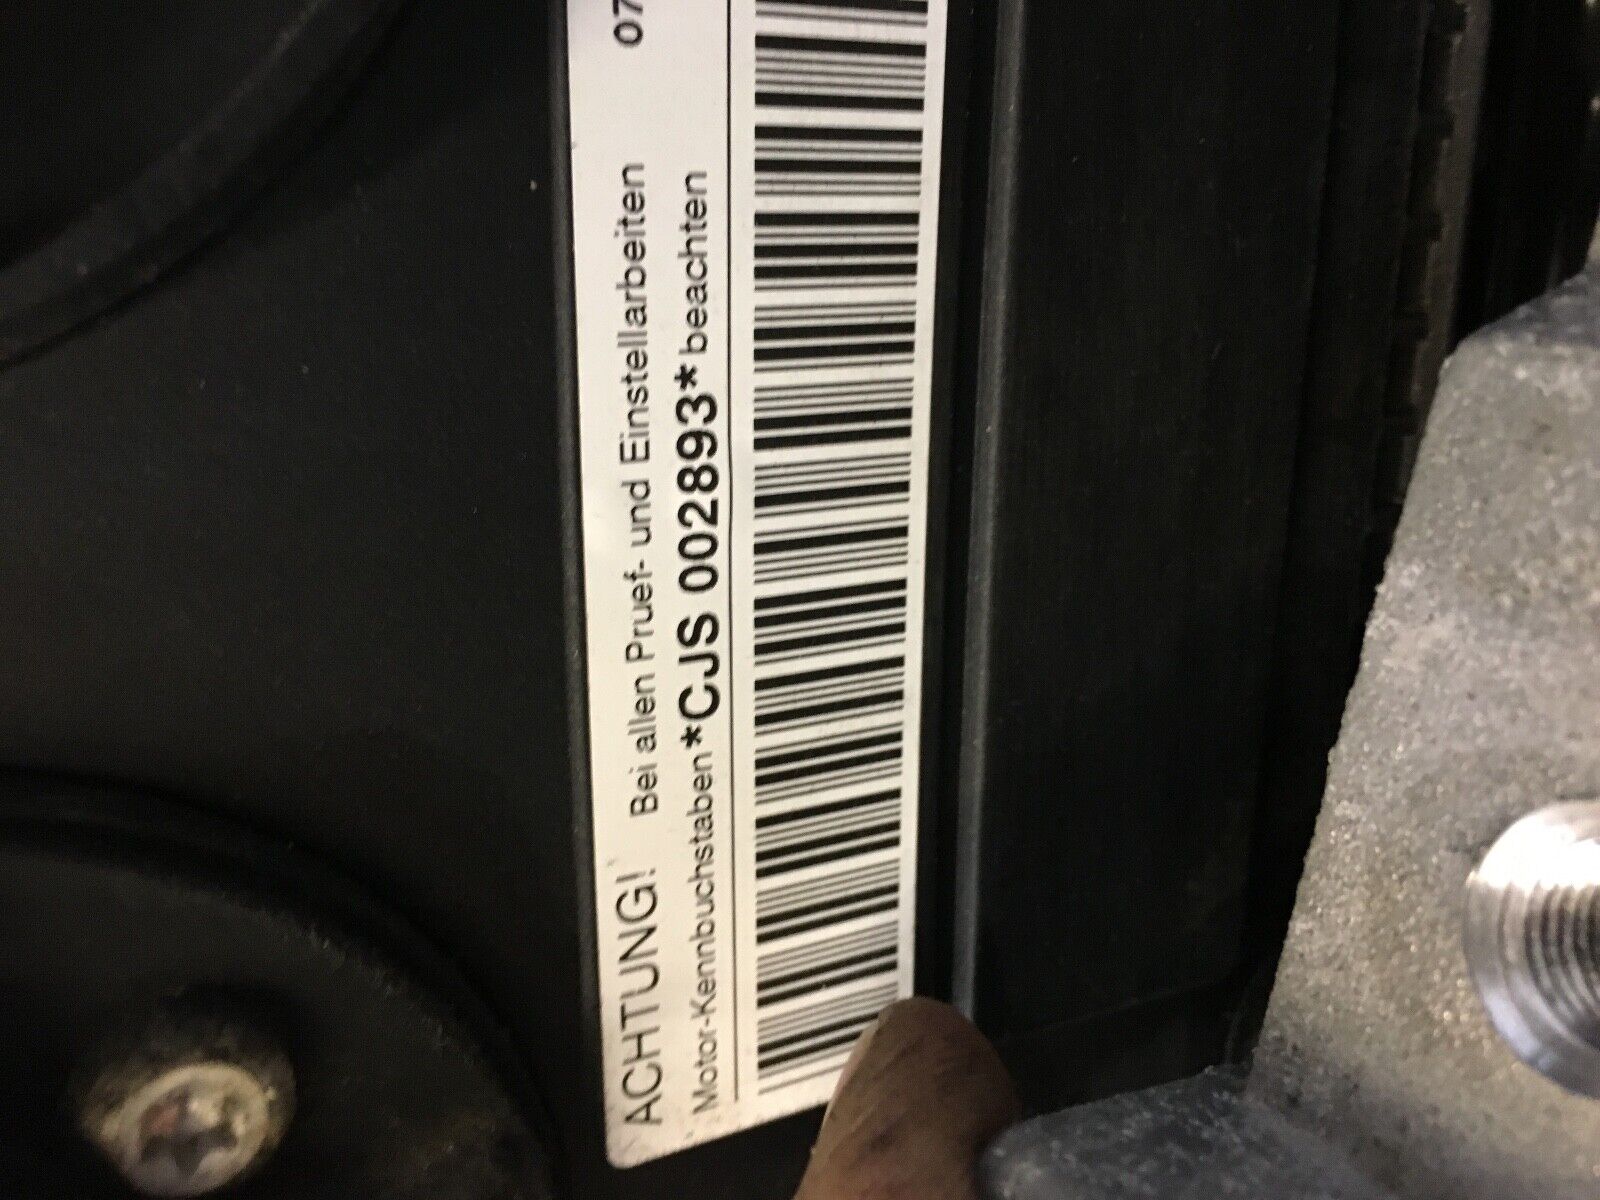 ACHTUNG! Bei allen Pruef- und Einstellarbeiten 07
Motor-Kennbuchstaben*CJS 002893*beachten